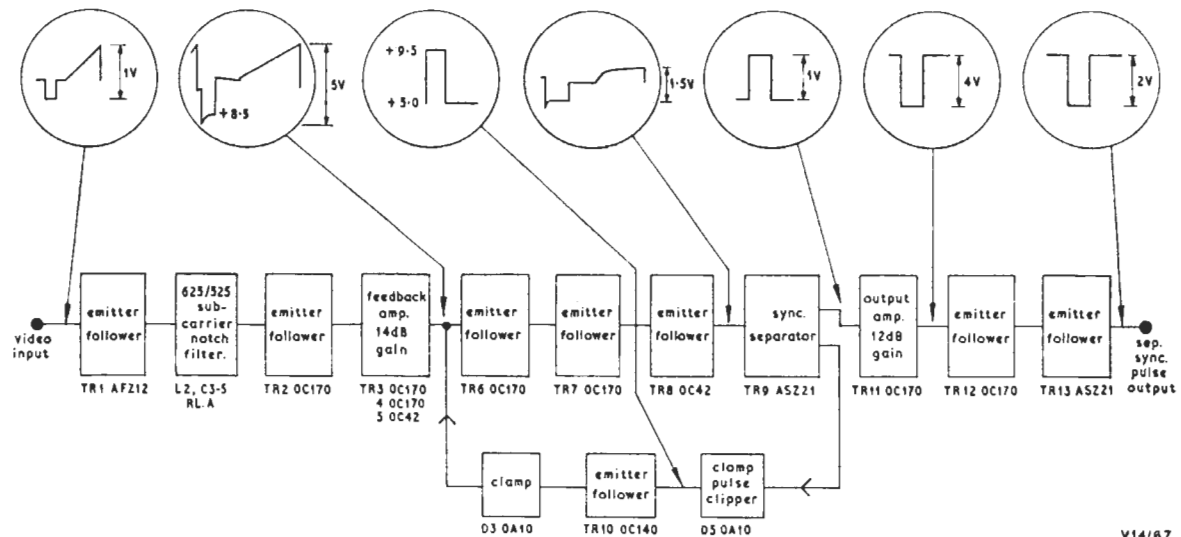 1V
+8·5
5V
+9·5
+5·0
1·5V
1V
4V
2V
video
input
emitter
follower
TR1 AFZ12
625/525
sub-
carrier
notch
filter.
L2, C3-5
RL.A
emitter
follower
TR2 OC170
feedback
amp.
14dB
gain
TR3 OC170
4 OC170
5 OC42
emitter
follower
TR6 OC170
emitter
follower
TR7 OC170
emitter
follower
TR8 OC42
sync.
separator
TR9 ASZ21
output
amp.
12dB
gain
TR11 OC170
emitter
follower
TR12 OC170
emitter
follower
TR13 ASZ21
sep.
sync.
pulse
output
clamp
D3 OA10
emitter
follower
TR10 OC140
clamp
pulse
clipper
D5 OA10
V14/67